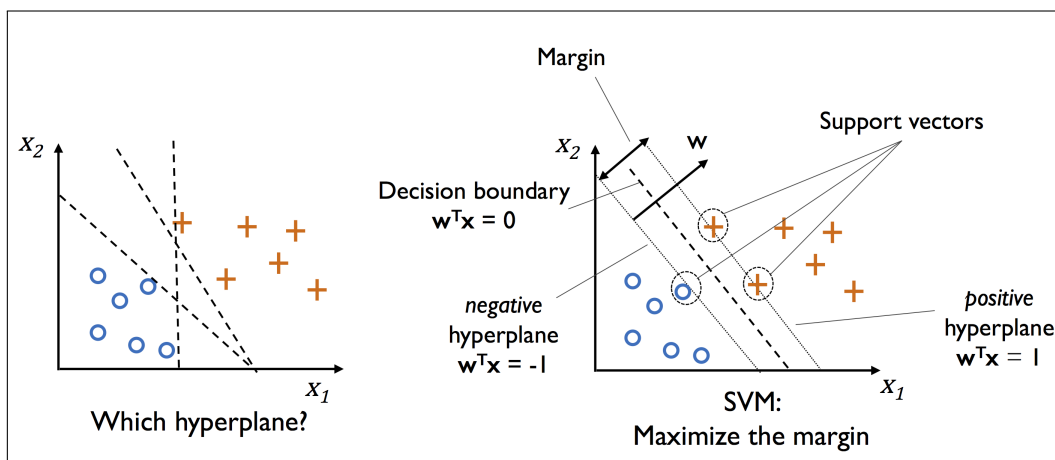 x₂
x₁
Which hyperplane?
Margin
Support vectors
x₂
w
Decision boundary
wᵀx = 0
negative
hyperplane
wᵀx = -1
positive
hyperplane
wᵀx = 1
x₁
SVM:
Maximize the margin